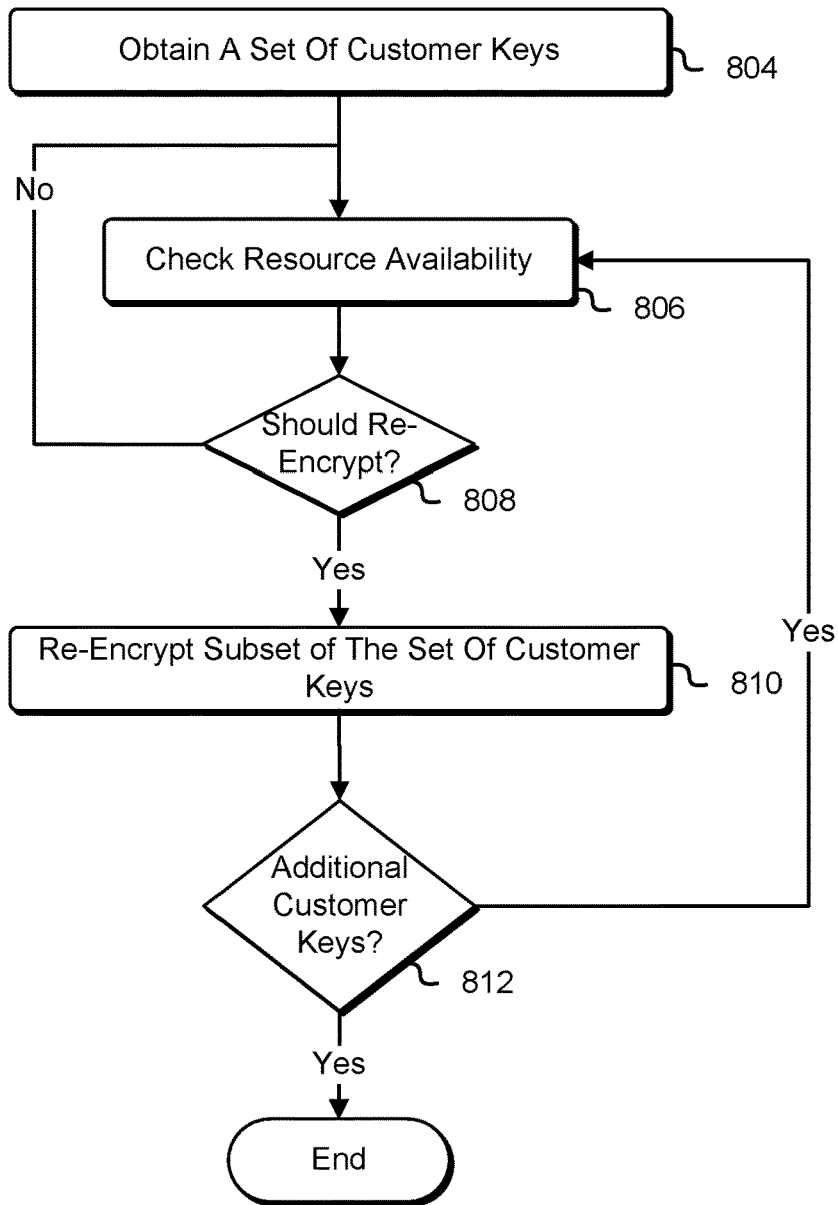 Obtain A Set Of Customer Keys
804
No
Check Resource Availability
806
Should Re-
Encrypt?
808
Yes
Re-Encrypt Subset of The Set Of Customer
Keys
810
Yes
Additional
Customer
Keys?
812
Yes
End